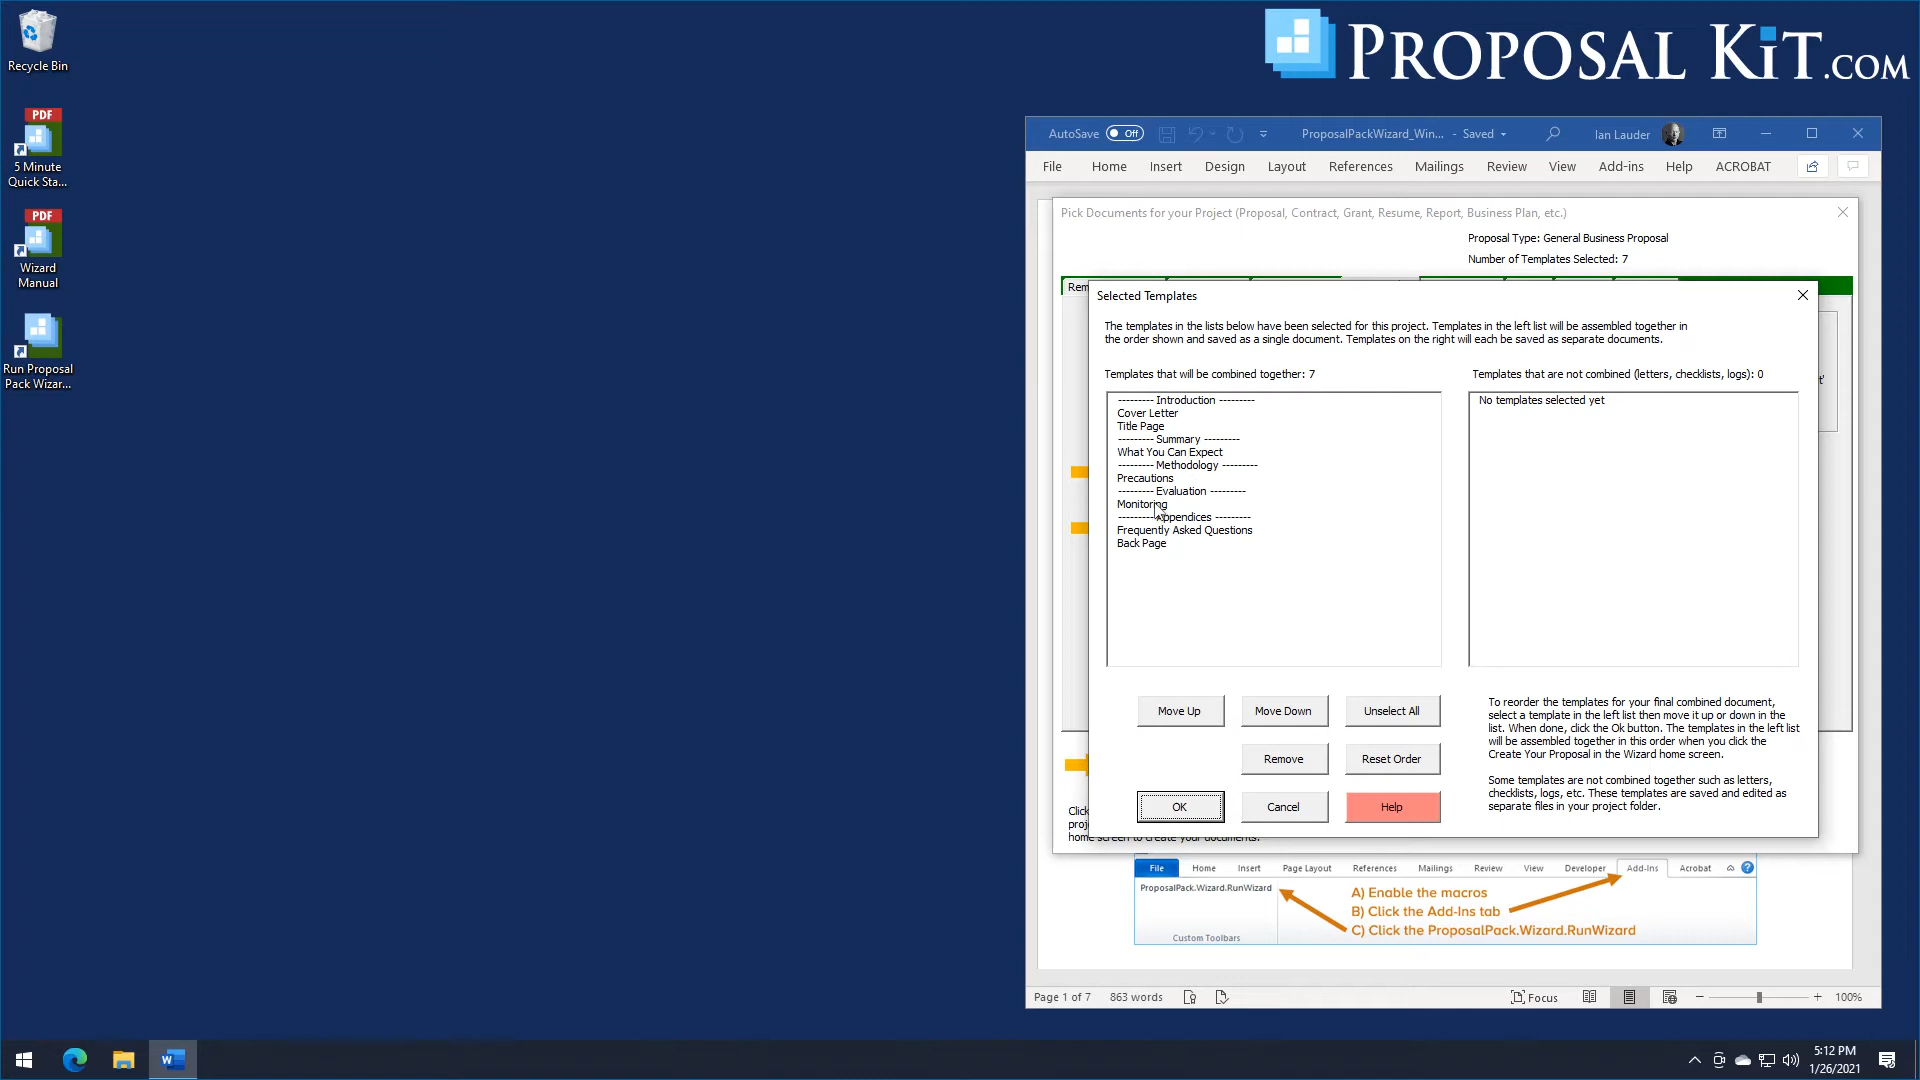 Recycle Bin
PDF
5 Minute
Quick Sta...
PDF
Wizard
Manual
Run Proposal
Pack Wizar...
PROPOSAL KIT.COM
AutoSave Off ProposalPackWizard_Win... - Saved Ian Lauder
File Home Insert Design Layout References Mailings Review View Add-ins Help ACROBAT
Pick Documents for your Project (Proposal, Contract, Grant, Resume, Report, Business Plan, etc.)
Proposal Type: General Business Proposal
Number of Templates Selected: 7
Rem
Selected Templates
The templates in the lists below have been selected for this project. Templates in the left list will be assembled together in
the order shown and saved as a single document. Templates on the right will each be saved as separate documents.
Templates that will be combined together: 7
--------- Introduction ---------
Cover Letter
Title Page
--------- Summary ---------
What You Can Expect
--------- Methodology ---------
Precautions
--------- Evaluation ---------
Monitoring
--------- Appendices ---------
Frequently Asked Questions
Back Page
Templates that are not combined (letters, checklists, logs): 0
No templates selected yet
t'
Move Up Move Down Unselect All
Remove Reset Order
OK Cancel Help
To reorder the templates for your final combined document,
select a template in the left list then move it up or down in the
list. When done, click the Ok button. The templates in the left list
will be assembled together in this order when you click the
Create Your Proposal in the Wizard home screen.
Some templates are not combined together such as letters,
checklists, logs, etc. These templates are saved and edited as
separate files in your project folder.
Click
proj
home screen to create your documents.
File Home Insert Page Layout References Mailings Review View Developer Add-Ins Acrobat
ProposalPack.Wizard.RunWizard
Custom Toolbars
A) Enable the macros
B) Click the Add-Ins tab
C) Click the ProposalPack.Wizard.RunWizard
Page 1 of 7 863 words Focus 100%
5:12 PM
1/26/2021